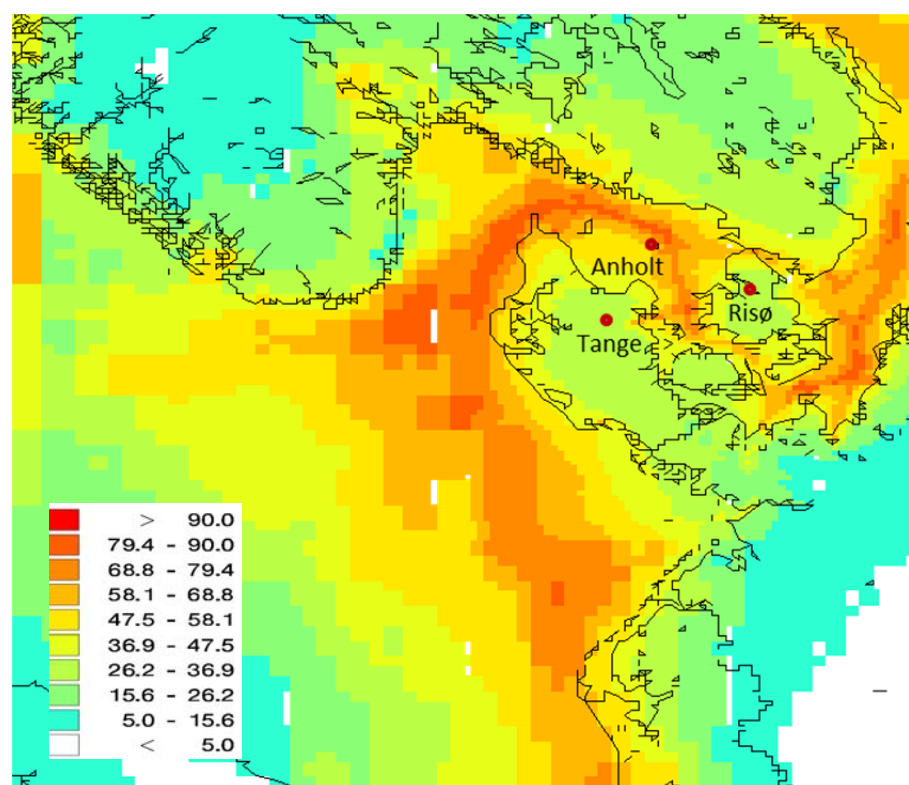 Anholt
Risø
Tange
> 90.0
79.4 - 90.0
68.8 - 79.4
58.1 - 68.8
47.5 - 58.1
36.9 - 47.5
26.2 - 36.9
15.6 - 26.2
5.0 - 15.6
< 5.0